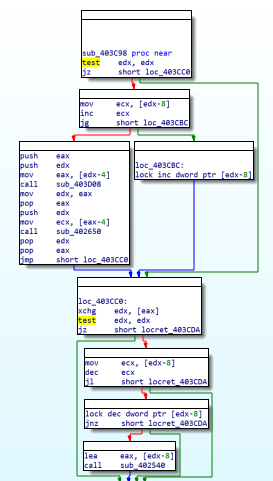 sub_403C98 proc near
test edx, edx
jz short loc_403CC0
mov ecx, [edx-8]
inc ecx
jg short loc_403CBC
push eax
push edx
mov eax, [edx-4]
call sub_403D08
mov edx, eax
pop eax
push edx
mov ecx, [eax-4]
call sub_402650
pop edx
pop eax
jmp short loc_403CC0
loc_403CBC:
lock inc dword ptr [edx-8]
loc_403CC0:
xchg edx, [eax]
test edx, edx
jz short locret_403CDA
mov ecx, [edx-8]
dec ecx
jl short locret_403CDA
lock dec dword ptr [edx-8]
jnz short locret_403CDA
lea eax, [edx-8]
call sub_402540